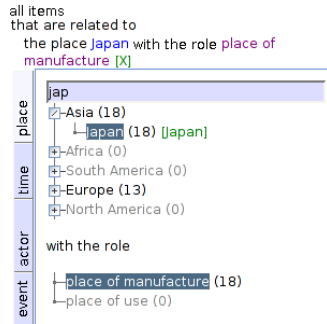 all items
that are related to
the place Japan with the role place of
manufacture [X]
place
time
actor
event
jap
Asia (18)
Japan (18) [Japan]
Africa (0)
South America (0)
Europe (13)
North America (0)
with the role
place of manufacture (18)
place of use (0)